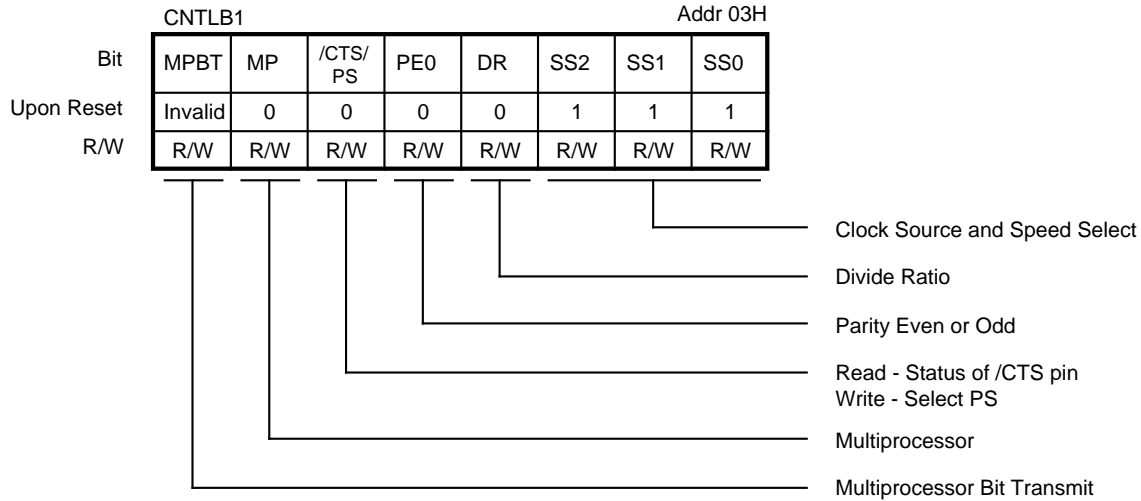 CNTLB1 Addr 03H
Bit MPBT MP /CTS/ PS PE0 DR SS2 SS1 SS0
Upon Reset Invalid 0 0 0 0 1 1 1
R/W R/W R/W R/W R/W R/W R/W R/W R/W
Clock Source and Speed Select
Divide Ratio
Parity Even or Odd
Read - Status of /CTS pin
Write - Select PS
Multiprocessor
Multiprocessor Bit Transmit